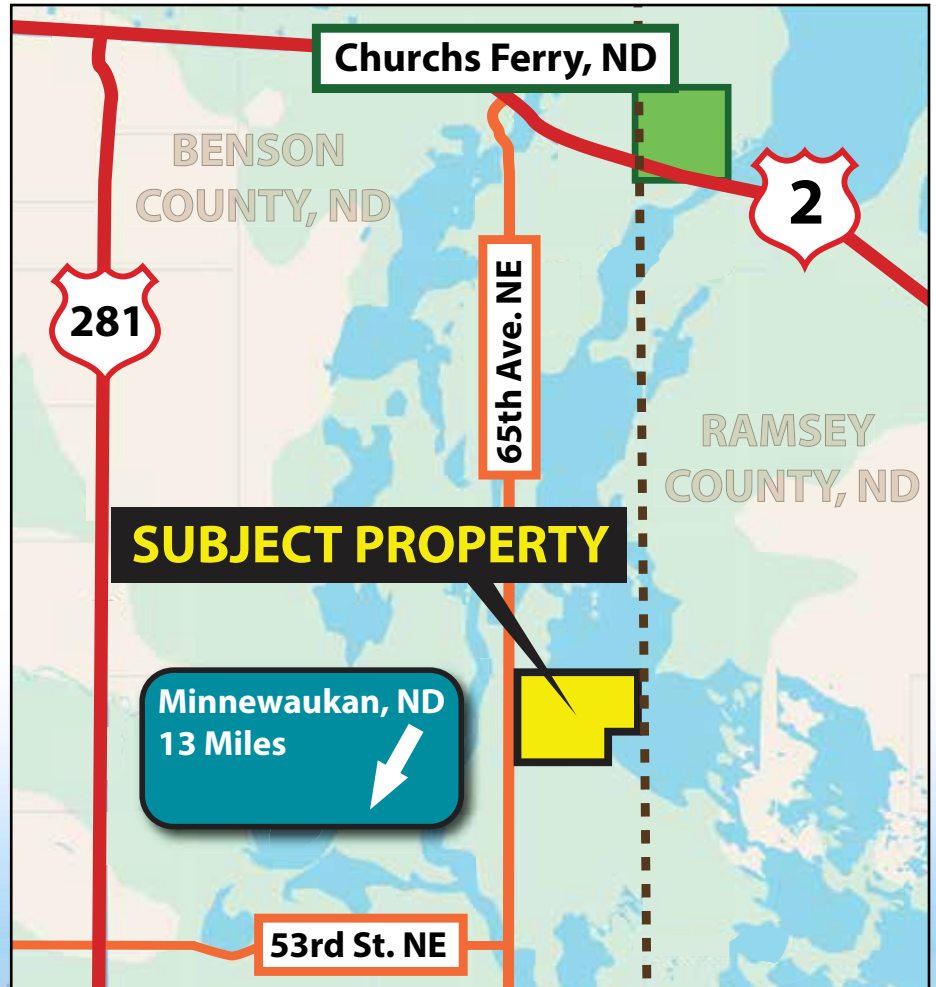 Churchs Ferry, ND
BENSON
COUNTY, ND
2
65th Ave. NE
281
RAMSEY
COUNTY, ND
SUBJECT PROPERTY
Minnewaukan, ND
13 Miles
53rd St. NE